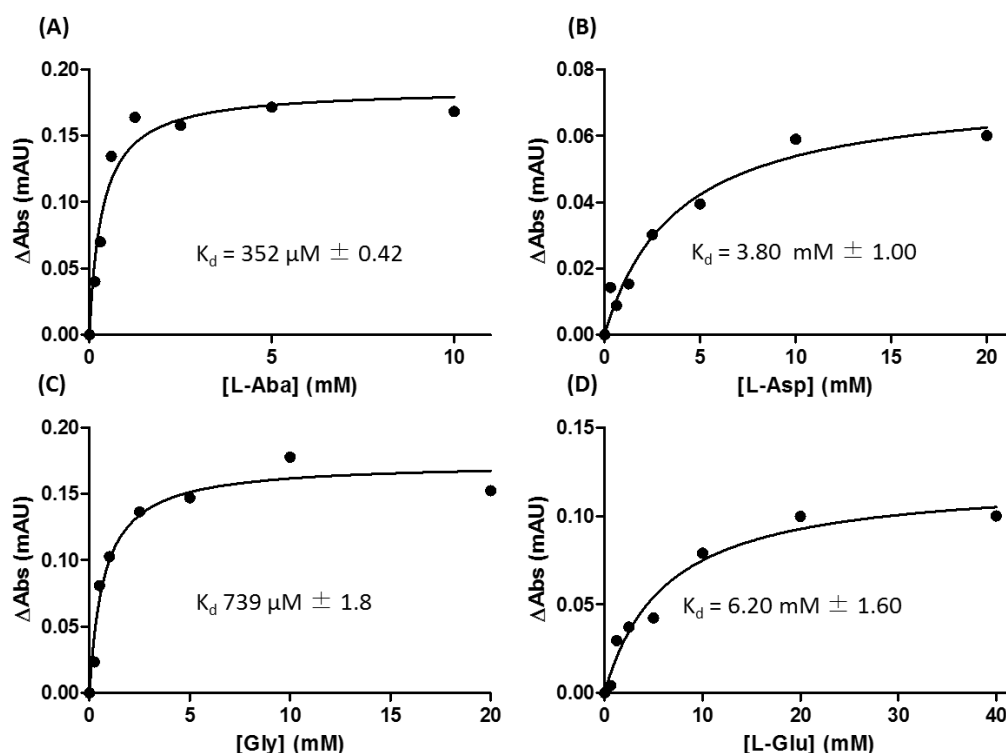 (A)
0.20
0.15
0.10
0.05
0.00
ΔAbs (mAU)
K_d = 352 μM ± 0.42
0 5 10
[L-Aba] (mM)
(B)
0.08
0.06
0.04
0.02
0.00
ΔAbs (mAU)
K_d = 3.80 mM ± 1.00
0 5 10 15 20
[L-Asp] (mM)
(C)
0.20
0.15
0.10
0.05
0.00
ΔAbs (mAU)
K_d 739 μM ± 1.8
0 5 10 15 20
[Gly] (mM)
(D)
0.15
0.10
0.05
0.00
ΔAbs (mAU)
K_d = 6.20 mM ± 1.60
0 10 20 30 40
[L-Glu] (mM)